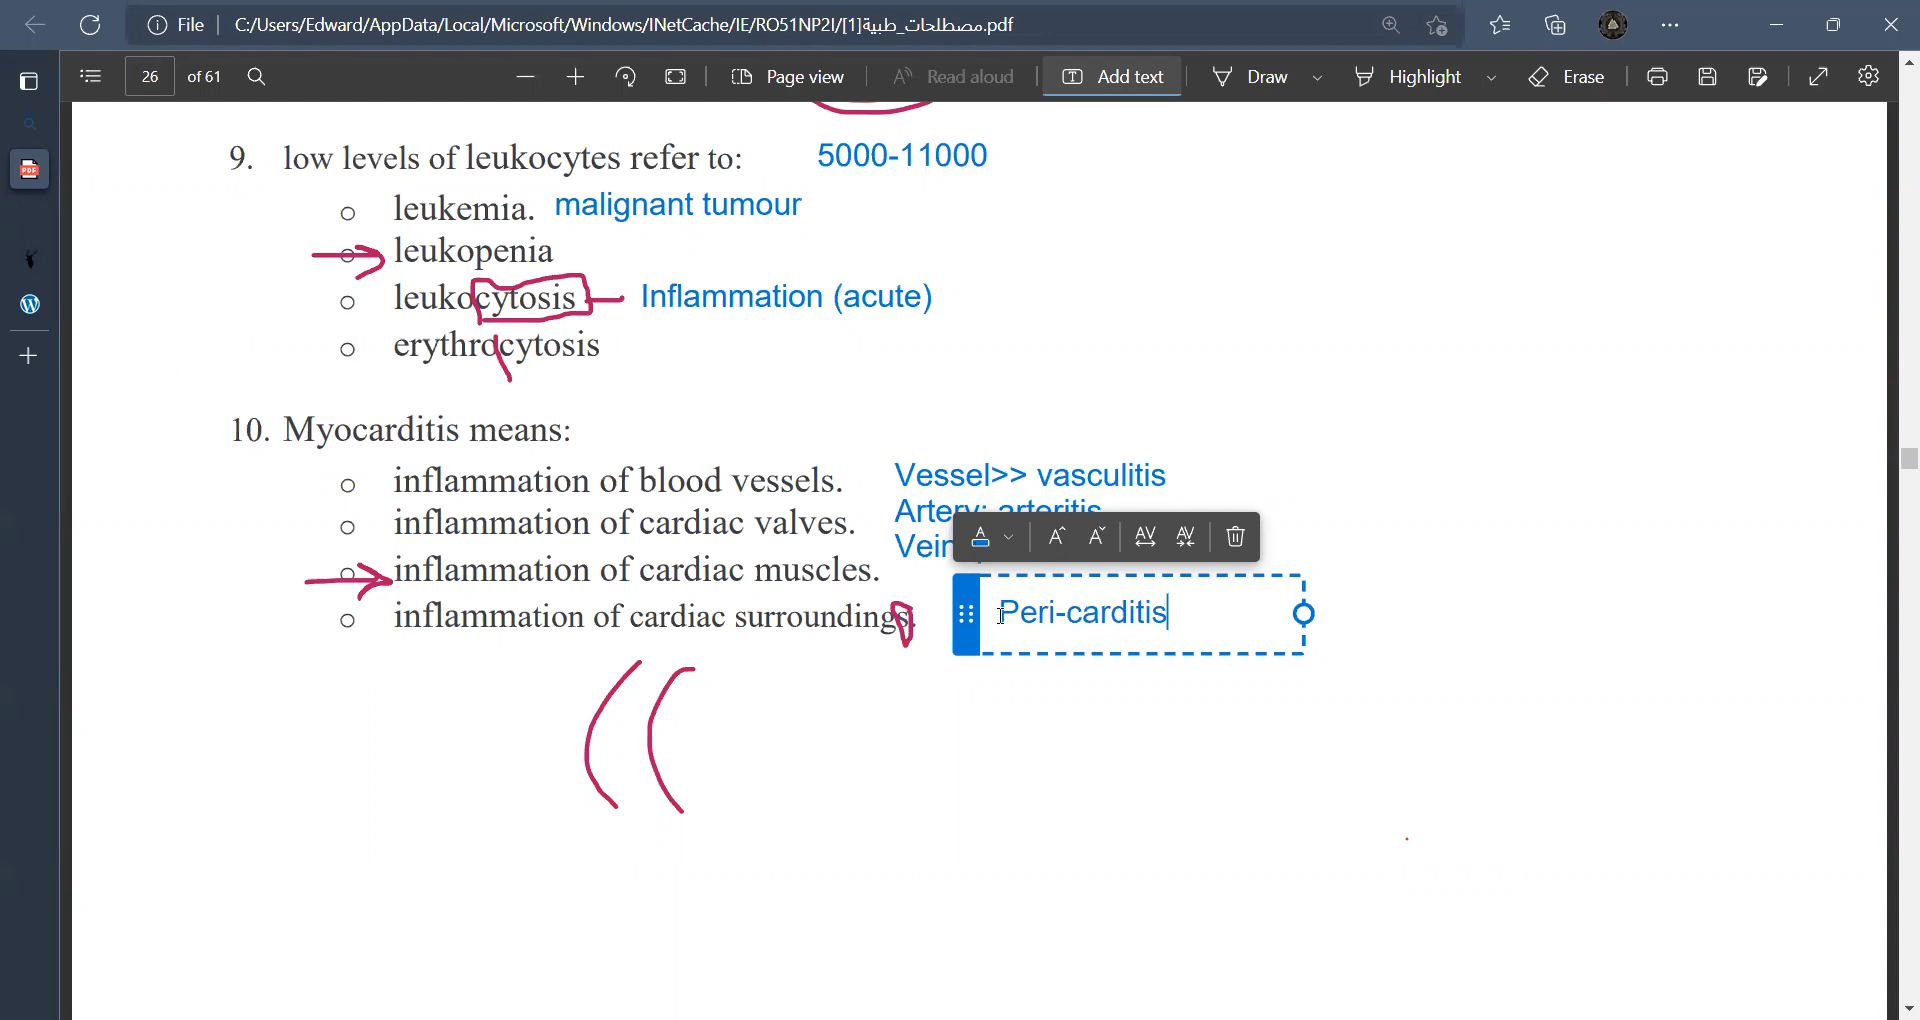 File C:/Users/Edward/AppData/Local/Microsoft/Windows/INetCache/IE/RO51NP2I/[1]مصطلحات_طبية.pdf
26 of 61 Page view Read aloud Add text Draw Highlight Erase
9. low levels of leukocytes refer to: 5000-11000
leukemia. malignant tumour
leukopenia
leukocytosis Inflammation (acute)
erythrocytosis
10. Myocarditis means:
inflammation of blood vessels. Vessel>> vasculitis
inflammation of cardiac valves. Artery: arteritis
Vein
inflammation of cardiac muscles.
inflammation of cardiac surroundings. Peri-carditis